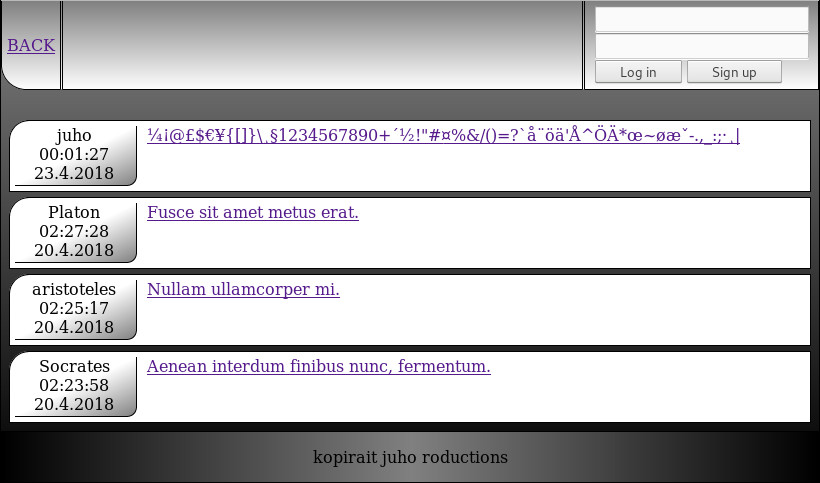 BACK
Log in
Sign up
juho
00:01:27
23.4.2018
¼¡@£$€¥{[]}\¸§1234567890+´½!"#¤%&/()=?`å¨öä'Å^ÖÄ*œ~øæˇ-.,_:;·˛|
Platon
02:27:28
20.4.2018
Fusce sit amet metus erat.
aristoteles
02:25:17
20.4.2018
Nullam ullamcorper mi.
Socrates
02:23:58
20.4.2018
Aenean interdum finibus nunc, fermentum.
kopirait juho roductions